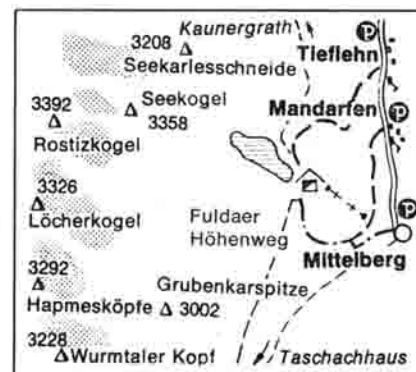 Kaunergrath
3208
Tieflehn
Seekarlesschneide
3392
Seekogel
Mandarfen
3358
Rostizkogel
3326
Löcherkogel
Fuldaer
Höhenweg
3292
Mittelberg
Grubenkarspitze
Hapmesköpfe
3002
3228
Wurmtaler Kopf
Taschachhaus
P
P
P